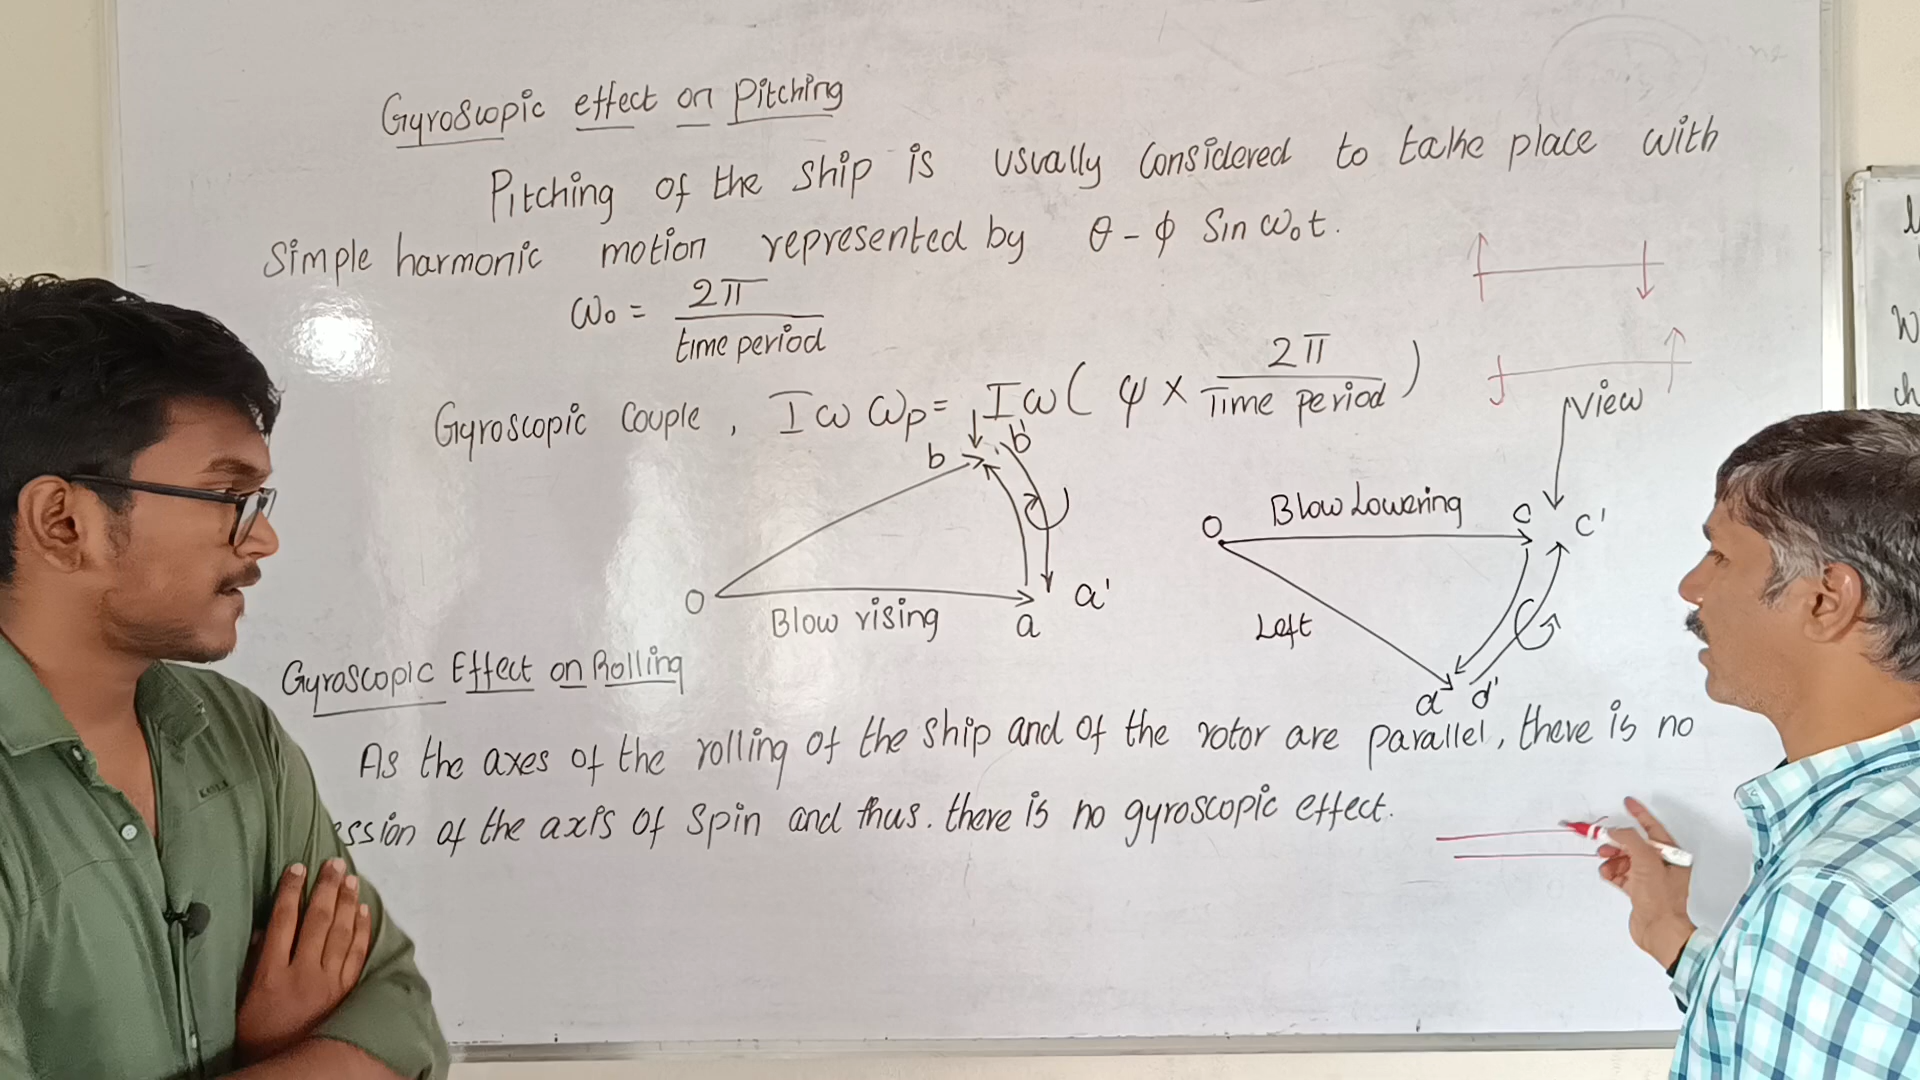 Gyroscopic effect on Pitching
Pitching of the ship is usually considered to take place with
simple harmonic motion represented by θ - ϕ Sin ω₀t.
ω₀ = 2π / time period
Gyroscopic couple, Iω ωp = Iω ( ψ × 2π / Time period )
View
b b'
O Blow rising a a'
O Blow Lowering c c'
Left
d d'
Gyroscopic Effect on Rolling
As the axes of the rolling of the ship and of the rotor are parallel, there is no
ession of the axis of spin and thus. there is no gyroscopic effect.
W
ch